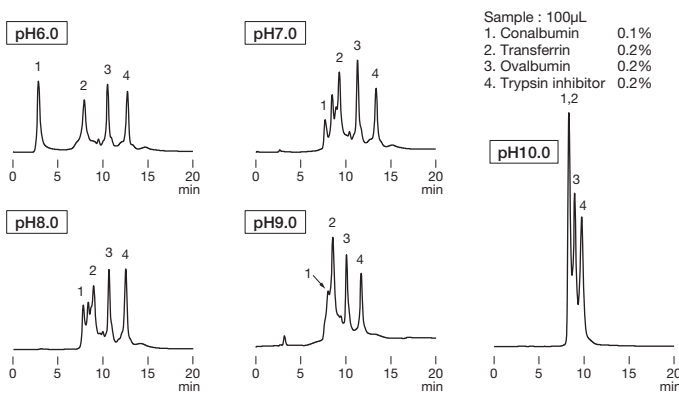 pH6.0
1
2
3
4
0 5 10 15 20
min
pH7.0
1
2
3
4
0 5 10 15 20
min
Sample : 100μL
1. Conalbumin 0.1%
2. Transferrin 0.2%
3. Ovalbumin 0.2%
4. Trypsin inhibitor 0.2%
pH10.0
1,2
3
4
0 5 10 15 20
min
pH8.0
1
2
3
4
0 5 10 15 20
min
pH9.0
1
2
3
4
0 5 10 15 20
min